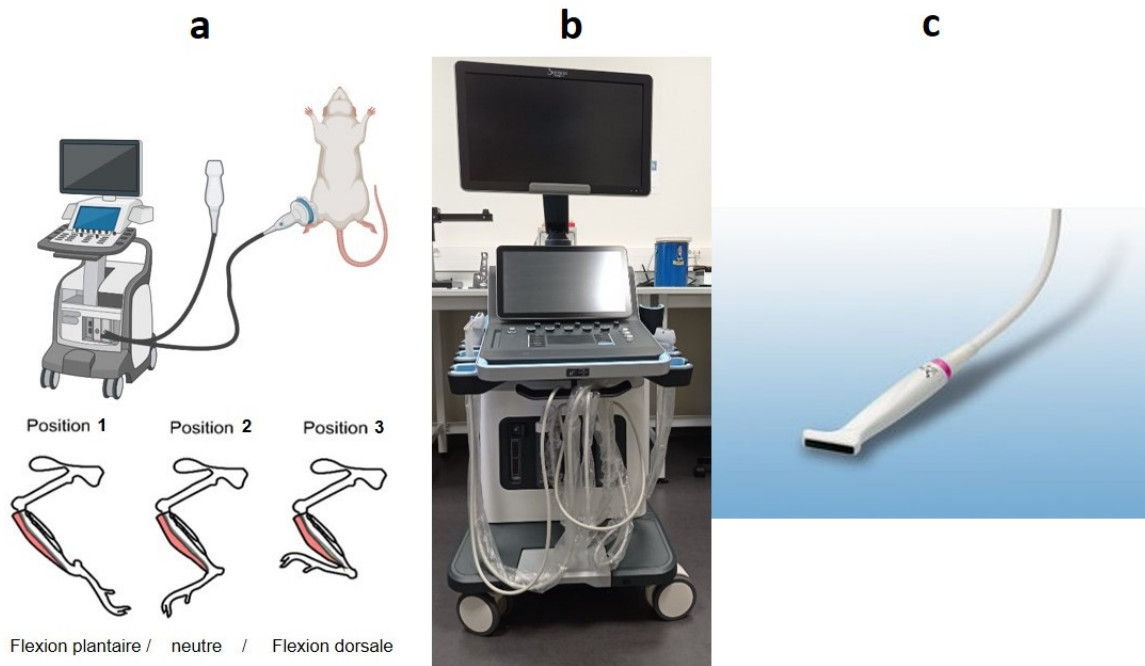 a
b
c
Position 1
Position 2
Position 3
Flexion plantaire / neutre / Flexion dorsale